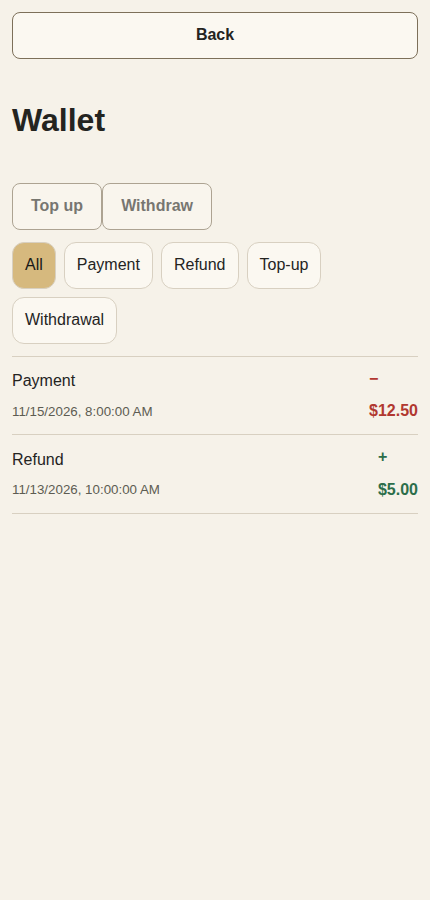 Back
Wallet
Top up Withdraw
All Payment Refund Top-up
Withdrawal
Payment −
11/15/2026, 8:00:00 AM $12.50
Refund +
11/13/2026, 10:00:00 AM $5.00